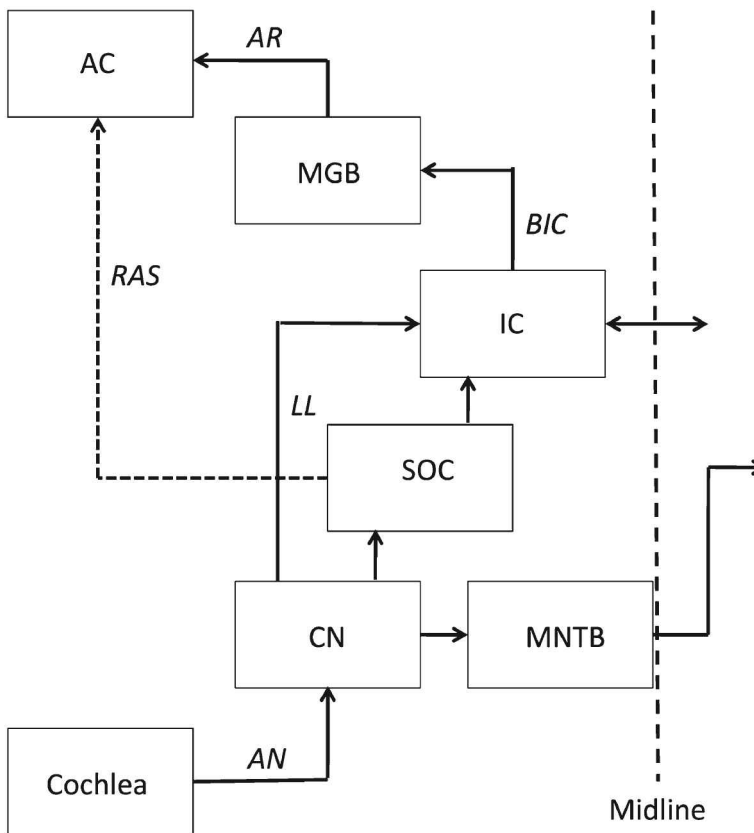 AR
AC
MGB
BIC
RAS
IC
LL
SOC
CN
MNTB
AN
Cochlea
Midline